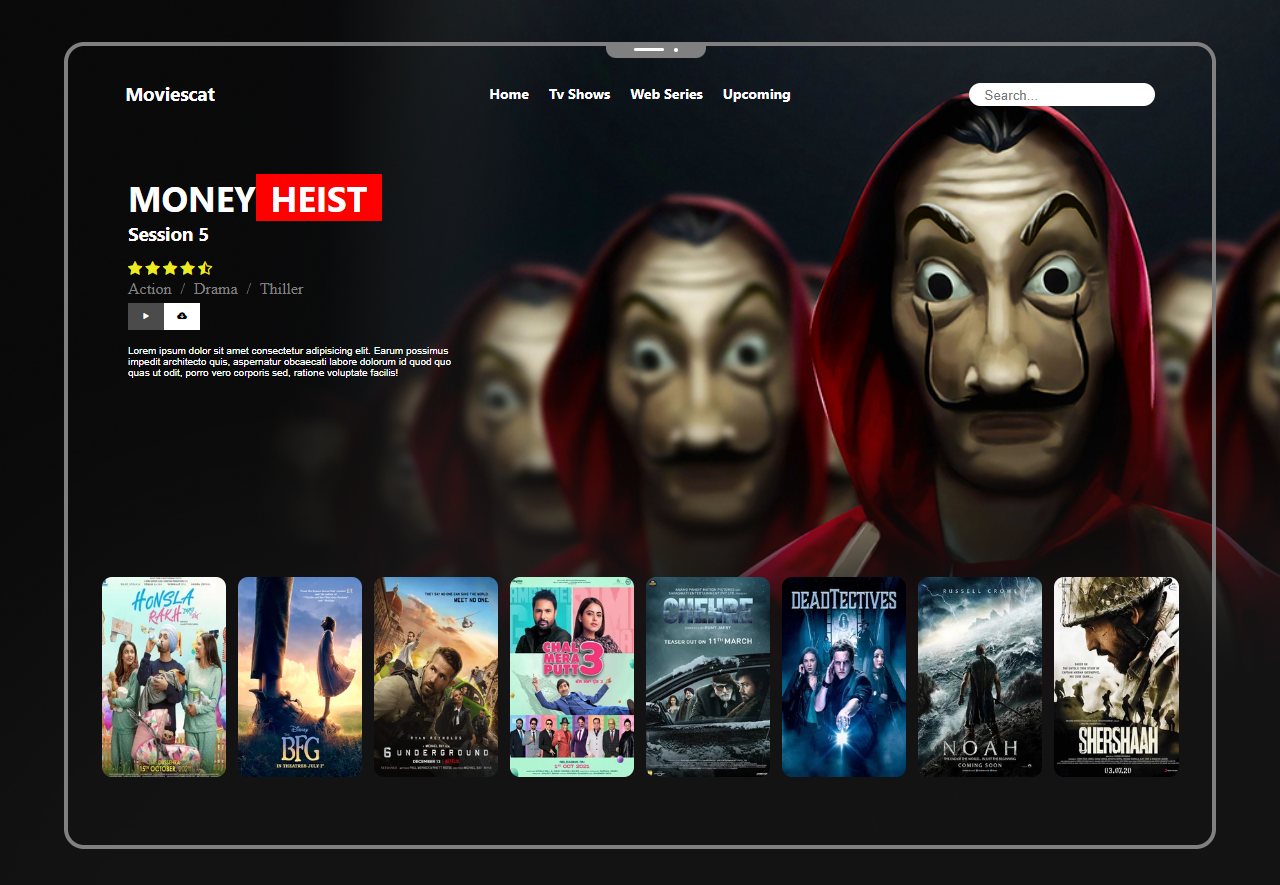 Moviescat
Home Tv Shows Web Series Upcoming
Search...
MONEY HEIST
Session 5
Action / Drama / Thiller
Lorem ipsum dolor sit amet consectetur adipisicing elit. Earum possimus
impedit architecto quis, aspernatur obcaecati labore dolorum id quod quo
quas ut odit, porro vero corporis sed, ratione voluptate facilis!
HONSLA
RAKH
15TH OCTOBER
Disney
THE
BFG
IN THEATRES JULY 1
THEY SAY NO ONE CAN SAVE THE WORLD.
MEET NO ONE.
RYAN REYNOLDS
6 UNDERGROUND
DECEMBER 13
CHAL
MERA
PUTT 3
1ST OCT 2021
CHEHRE
TEASER OUT ON 11TH MARCH
DEADTECTIVES
RUSSELL CROWE
NOAH
COMING SOON
SHERSHAAH
03.07.20